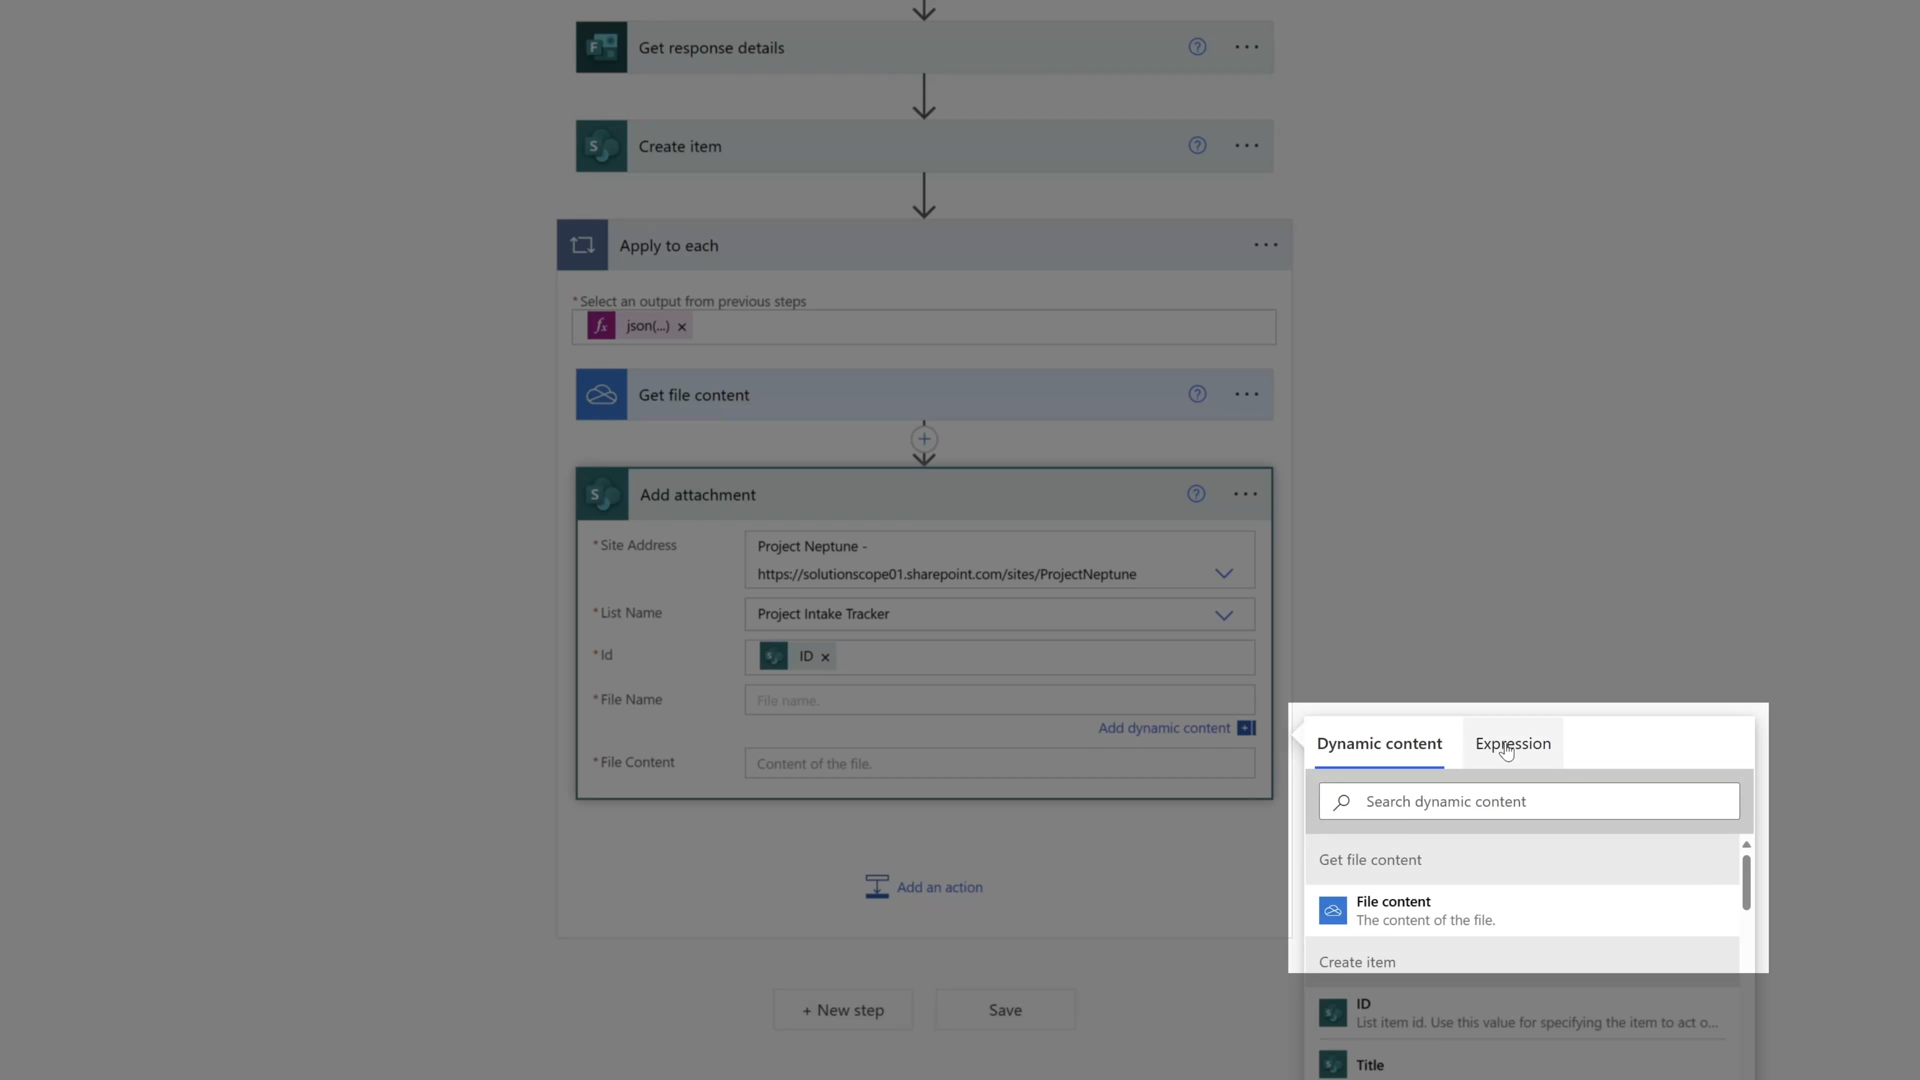 Get response details
Create item
Apply to each
* Select an output from previous steps
fx json(...) ×
Get file content
Add attachment
* Site Address
Project Neptune -
https://solutionscope01.sharepoint.com/sites/ProjectNeptune
* List Name
Project Intake Tracker
* Id
ID ×
* File Name
File name.
Add dynamic content
* File Content
Content of the file.
Add an action
+ New step
Save
Dynamic content
Expression
Search dynamic content
Get file content
File content
The content of the file.
Create item
ID
List item id. Use this value for specifying the item to act o...
Title